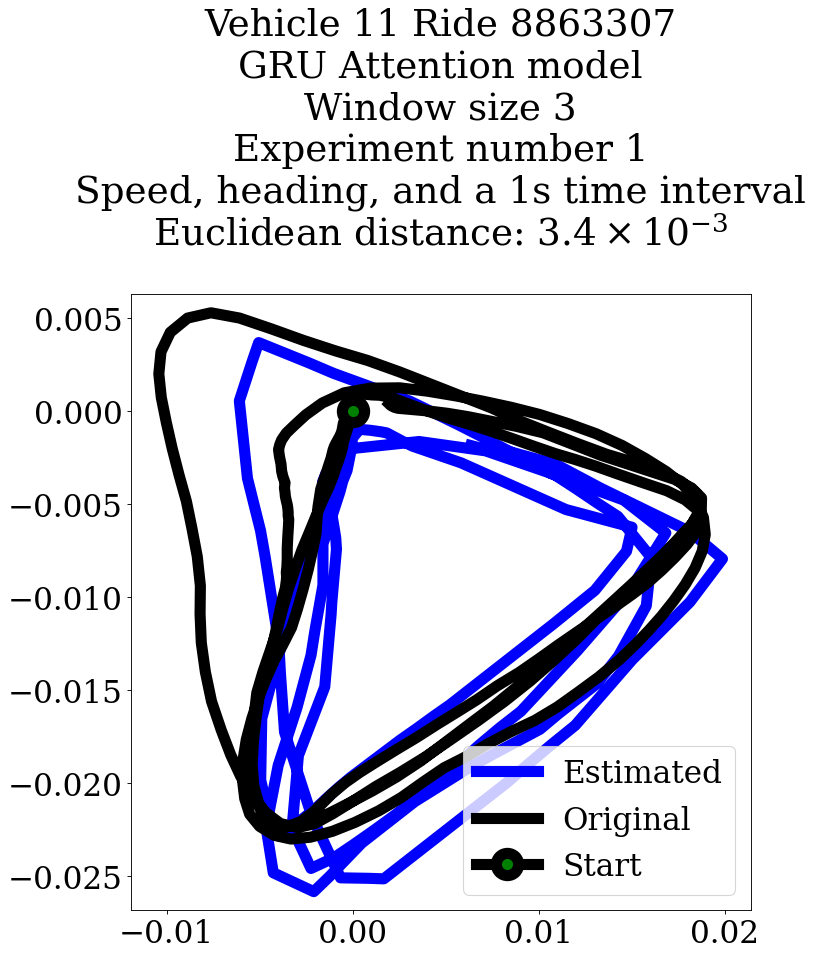 Vehicle 11 Ride 8863307
GRU Attention model
Window size 3
Experiment number 1
Speed, heading, and a 1s time interval
Euclidean distance: 3.4 × 10⁻³
0.005
0.000
−0.005
−0.010
−0.015
−0.020
−0.025
Estimated
Original
Start
−0.01
0.00
0.01
0.02